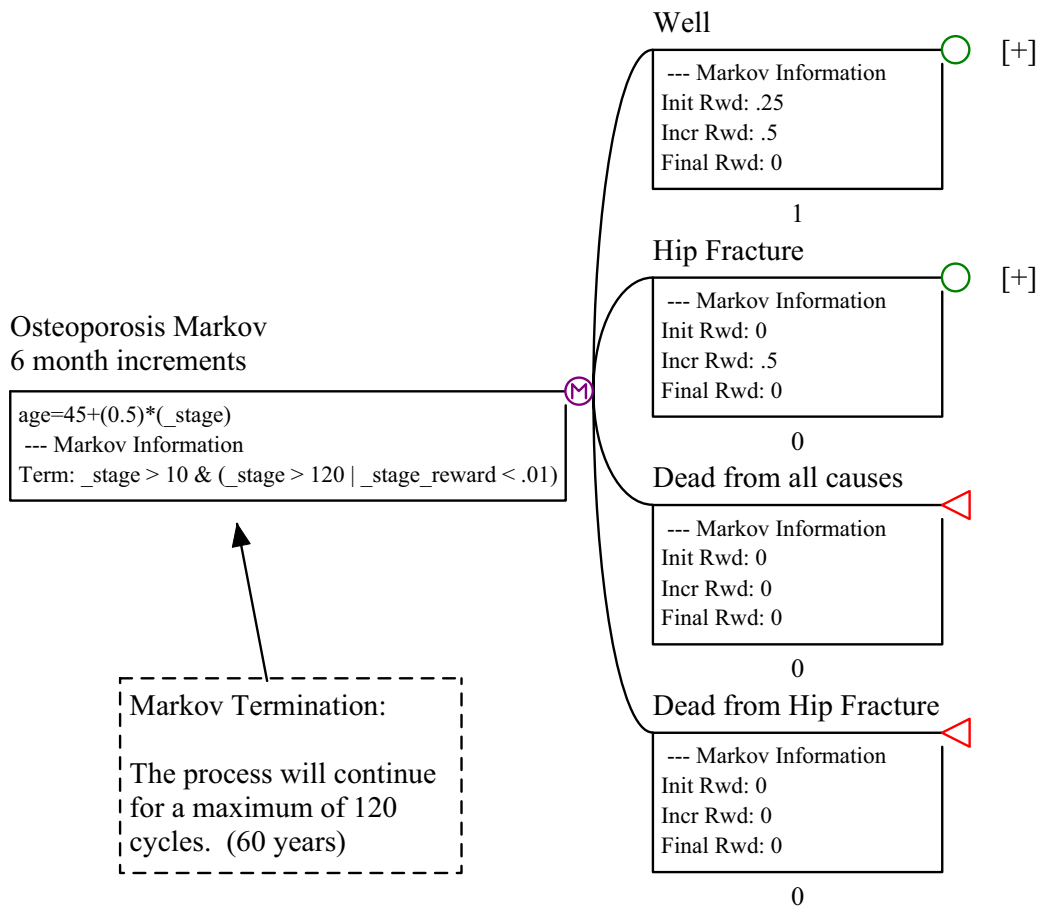 Well
[+]
--- Markov Information
Init Rwd: .25
Incr Rwd: .5
Final Rwd: 0
1
Hip Fracture
[+]
--- Markov Information
Init Rwd: 0
Incr Rwd: .5
Final Rwd: 0
0
Osteoporosis Markov
6 month increments
M
age=45+(0.5)*(_stage)
--- Markov Information
Term: _stage > 10 & (_stage > 120 | _stage_reward < .01)
Dead from all causes
--- Markov Information
Init Rwd: 0
Incr Rwd: 0
Final Rwd: 0
0
Markov Termination:
The process will continue
for a maximum of 120
cycles.  (60 years)
Dead from Hip Fracture
--- Markov Information
Init Rwd: 0
Incr Rwd: 0
Final Rwd: 0
0